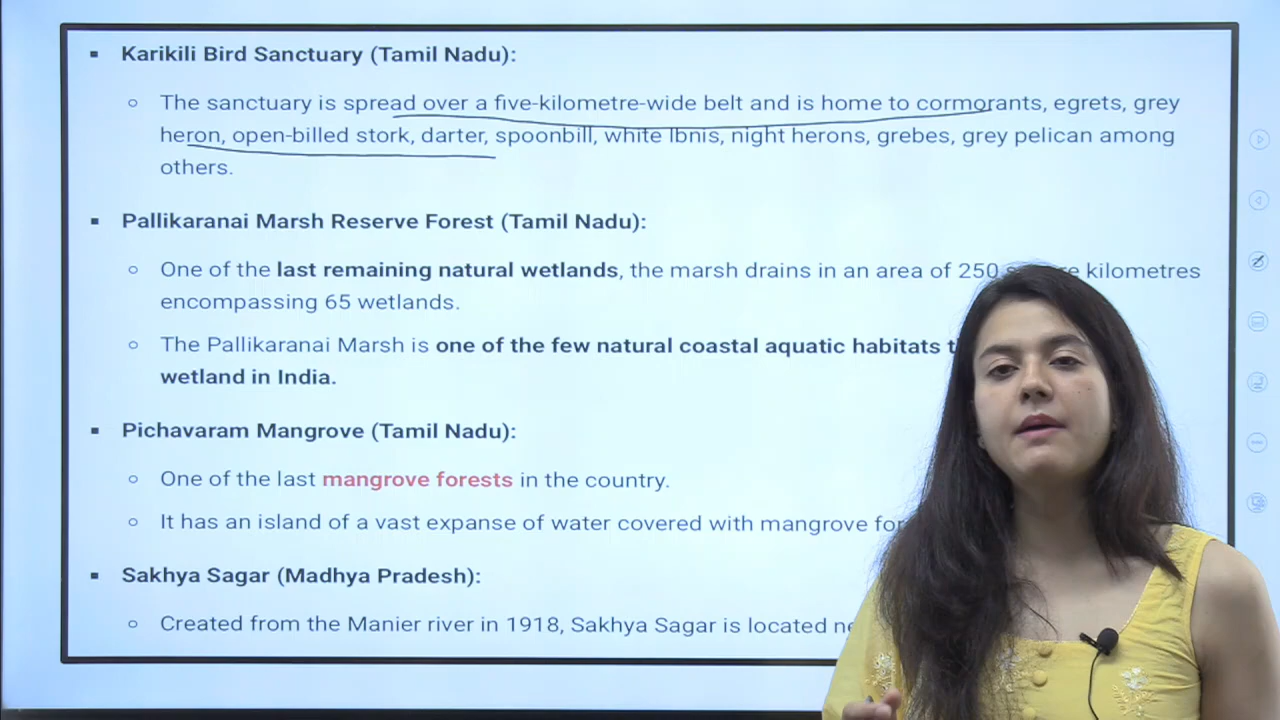 ▪ Karikili Bird Sanctuary (Tamil Nadu):
○ The sanctuary is spread over a five-kilometre-wide belt and is home to cormorants, egrets, grey
heron, open-billed stork, darter, spoonbill, white Ibnis, night herons, grebes, grey pelican among
others.
▪ Pallikaranai Marsh Reserve Forest (Tamil Nadu):
○ One of the last remaining natural wetlands, the marsh drains in an area of 250 kilometres
encompassing 65 wetlands.
○ The Pallikaranai Marsh is one of the few natural coastal aquatic habitats
wetland in India.
▪ Pichavaram Mangrove (Tamil Nadu):
○ One of the last mangrove forests in the country.
○ It has an island of a vast expense of water covered with mangrove
▪ Sakhya Sagar (Madhya Pradesh):
○ Created from the Manier river in 1918, Sakhya Sagar is located